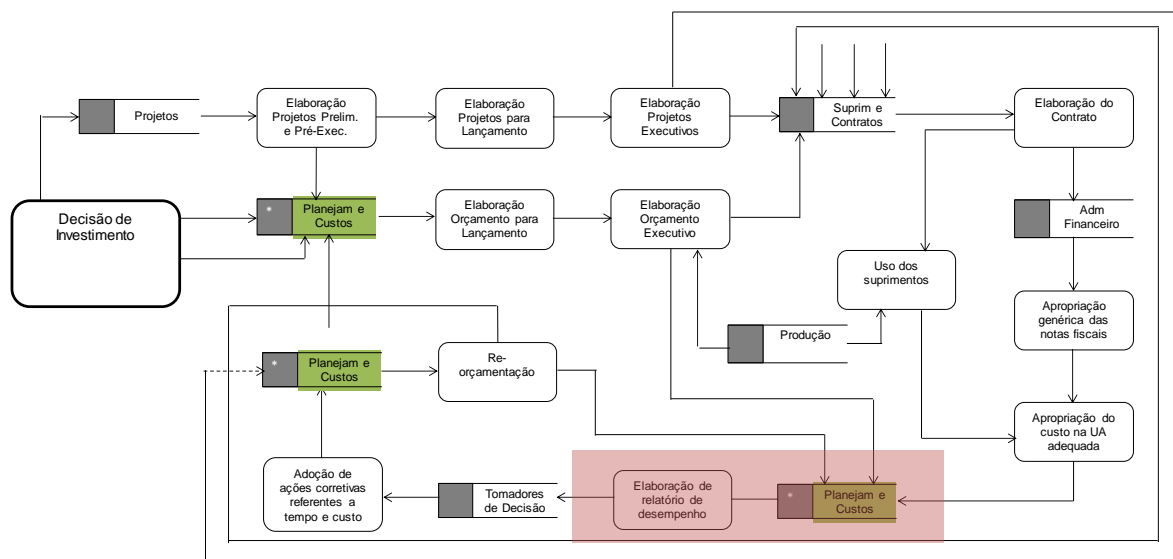 Projetos
Elaboração
Projetos Prelim.
e Pré-Exec.
Elaboração
Projetos para
Lançamento
Elaboração
Projetos
Executivos
Suprim e
Contratos
Elaboração do
Contrato
Decisão de
Investimento
*
Planejam e
Custos
Elaboração
Orçamento para
Lançamento
Elaboração
Orçamento
Executivo
Adm
Financeiro
Uso dos
suprimentos
Produção
Apropriação
genérica das
notas fiscais
*
Planejam e
Custos
Re-
orçamentação
Apropriação do
custo na UA
adequada
Adoção de
ações corretivas
referentes a
tempo e custo
Tomadores
de Decisão
Elaboração de
relatório de
desempenho
*
Planejam e
Custos